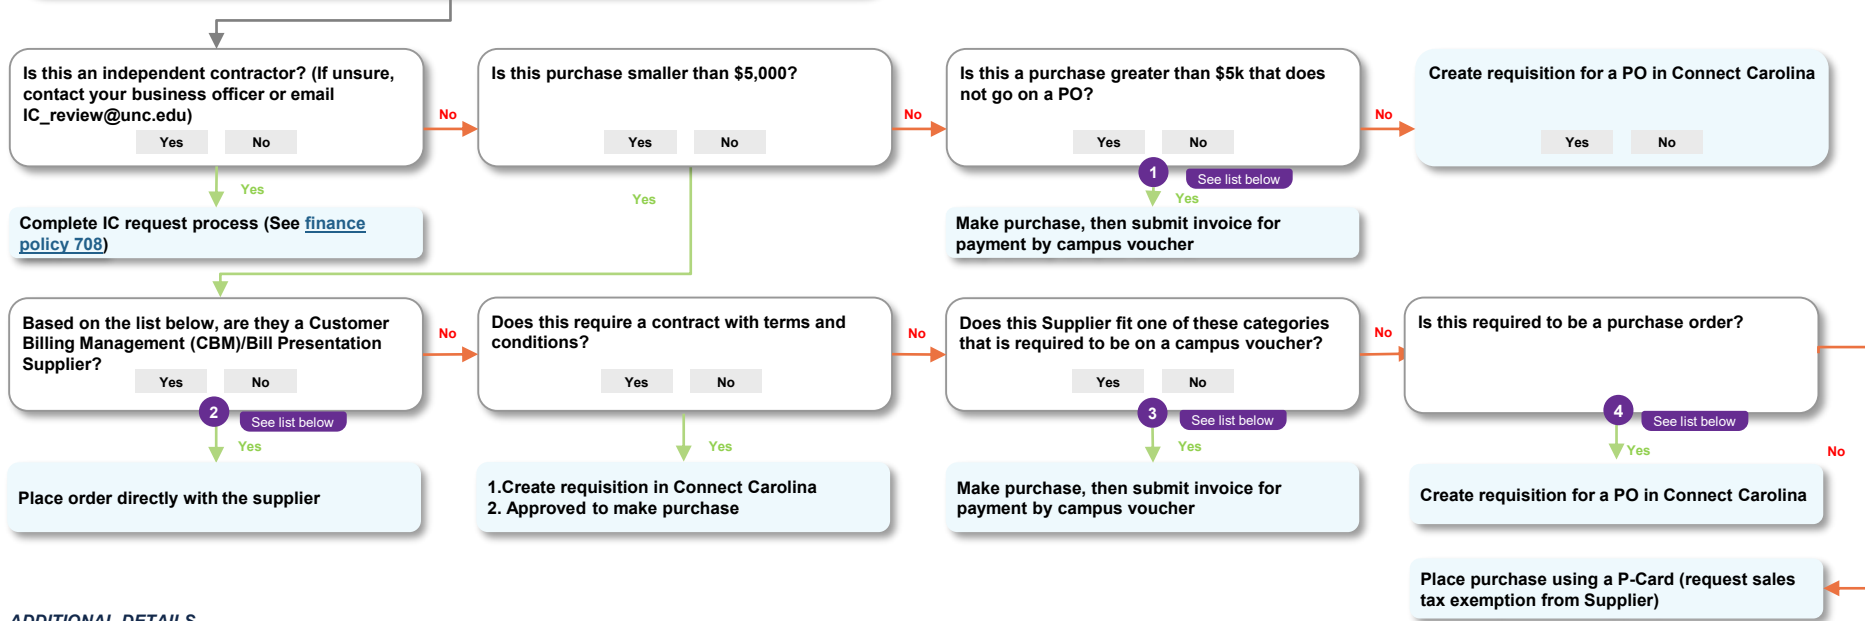 Is this an independent contractor? (If unsure,
contact your business officer or email
IC_review@unc.edu)
Yes No
No
Is this purchase smaller than $5,000?
Yes No
No
Is this a purchase greater than $5k that does
not go on a PO?
Yes No
No
Create requisition for a PO in Connect Carolina
Yes No
Yes
Yes
1 See list below
Yes
Complete IC request process (See finance
policy 708)
Make purchase, then submit invoice for
payment by campus voucher
Based on the list below, are they a Customer
Billing Management (CBM)/Bill Presentation
Supplier?
Yes No
No
Does this require a contract with terms and
conditions?
Yes No
No
Does this Supplier fit one of these categories
that is required to be on a campus voucher?
Yes No
No
Is this required to be a purchase order?
2 See list below
Yes
Yes
3 See list below
Yes
4 See list below
Yes
No
Place order directly with the supplier
1.Create requisition in Connect Carolina
2. Approved to make purchase
Make purchase, then submit invoice for
payment by campus voucher
Create requisition for a PO in Connect Carolina
Place purchase using a P-Card (request sales
tax exemption from Supplier)
ADDITIONAL DETAILS